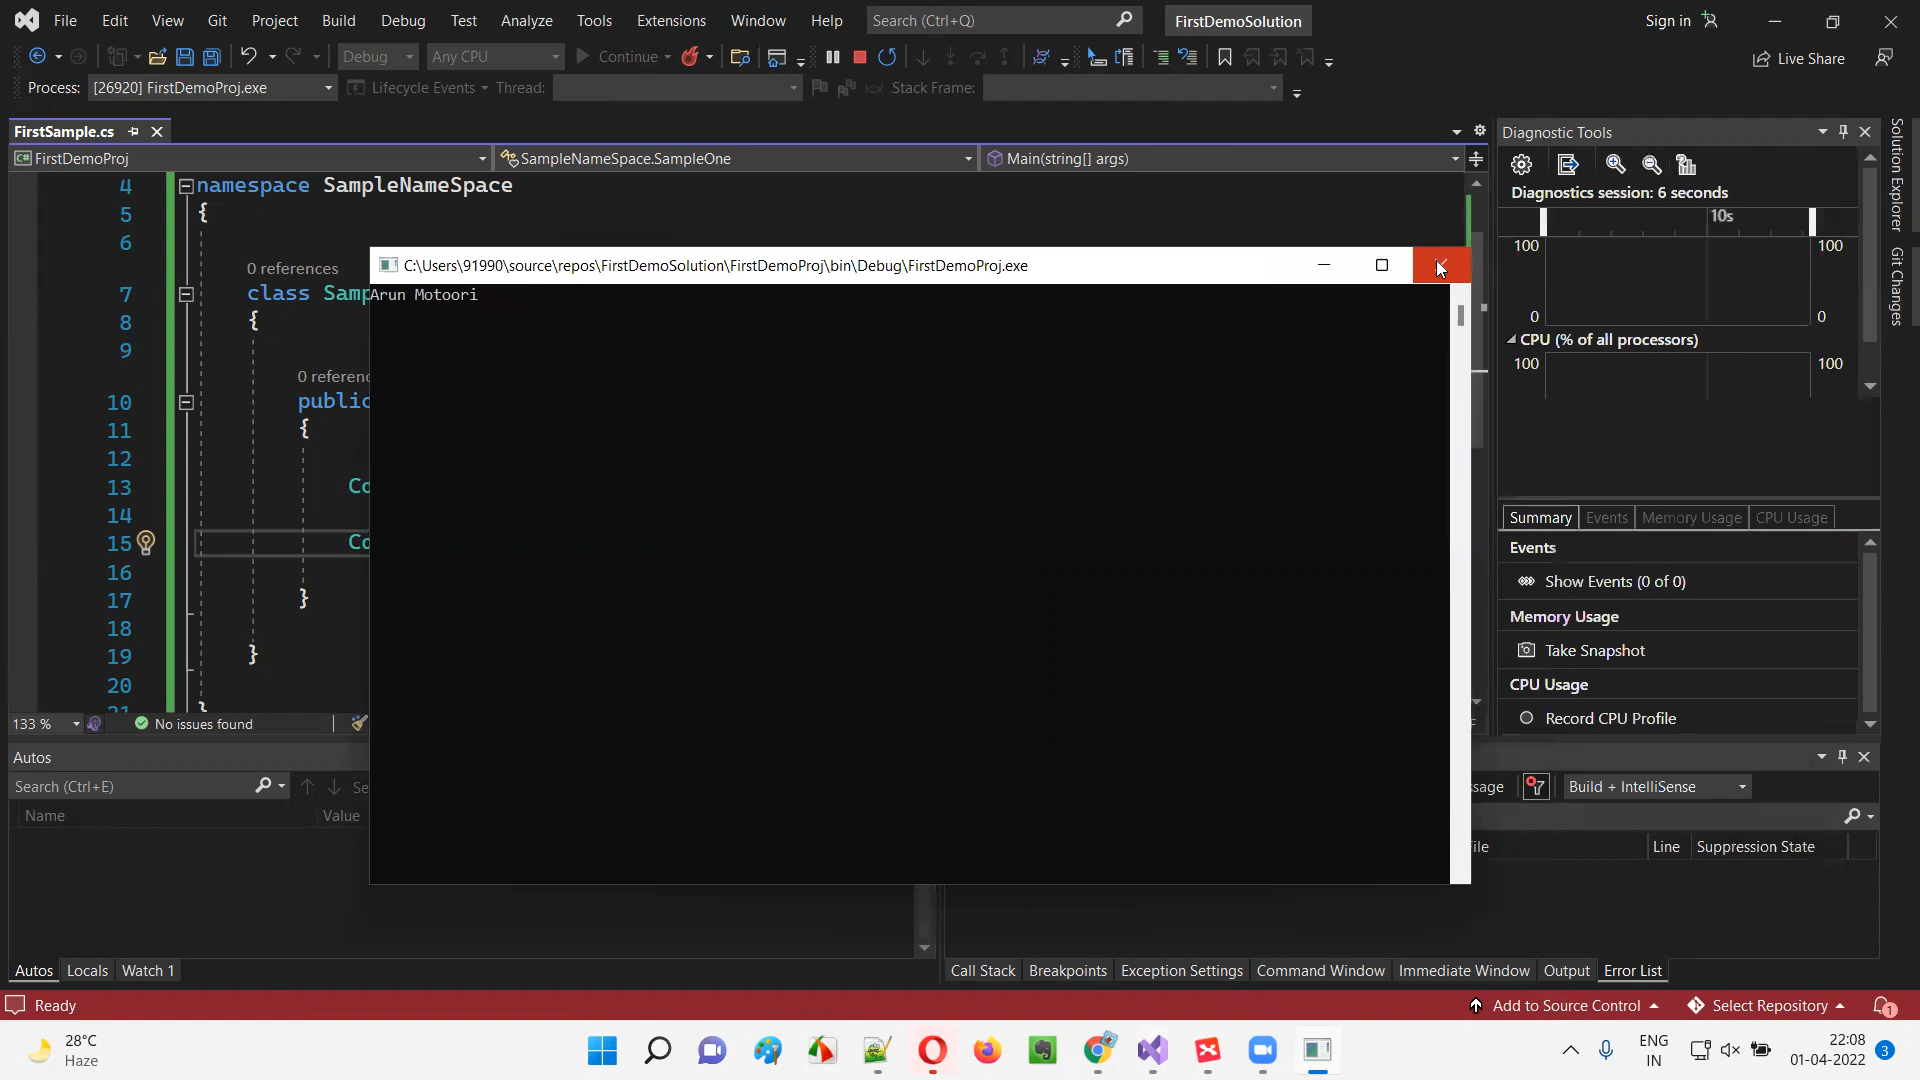 File Edit View Git Project Build Debug Test Analyze Tools Extensions Window Help Search (Ctrl+Q) FirstDemoSolution Sign in
Debug Any CPU Continue Live Share
Process: [26920] FirstDemoProj.exe Lifecycle Events Thread: Stack Frame:
FirstSample.cs
FirstDemoProj SampleNameSpace.SampleOne Main(string[] args)
4 namespace SampleNameSpace
5 {
6
0 references
7 class Samp
8 {
9
0 referenc
10 public
11 {
12
13 Co
14
15 Co
16
17 }
18
19 }
20
21 }
C:\Users\91990\source\repos\FirstDemoSolution\FirstDemoProj\bin\Debug\FirstDemoProj.exe
Arun Motoori
133 % No issues found
Diagnostic Tools
Diagnostics session: 6 seconds
10s
100 100
0 0
CPU (% of all processors)
100 100
Summary Events Memory Usage CPU Usage
Events
Show Events (0 of 0)
Memory Usage
Take Snapshot
CPU Usage
Record CPU Profile
Solution Explorer
Git Changes
Autos
Search (Ctrl+E) Se
Name Value
ssage Build + IntelliSense
File Line Suppression State
Autos Locals Watch 1
Call Stack Breakpoints Exception Settings Command Window Immediate Window Output Error List
Ready Add to Source Control Select Repository 1
28°C
Haze
ENG
IN
22:08
01-04-2022
3